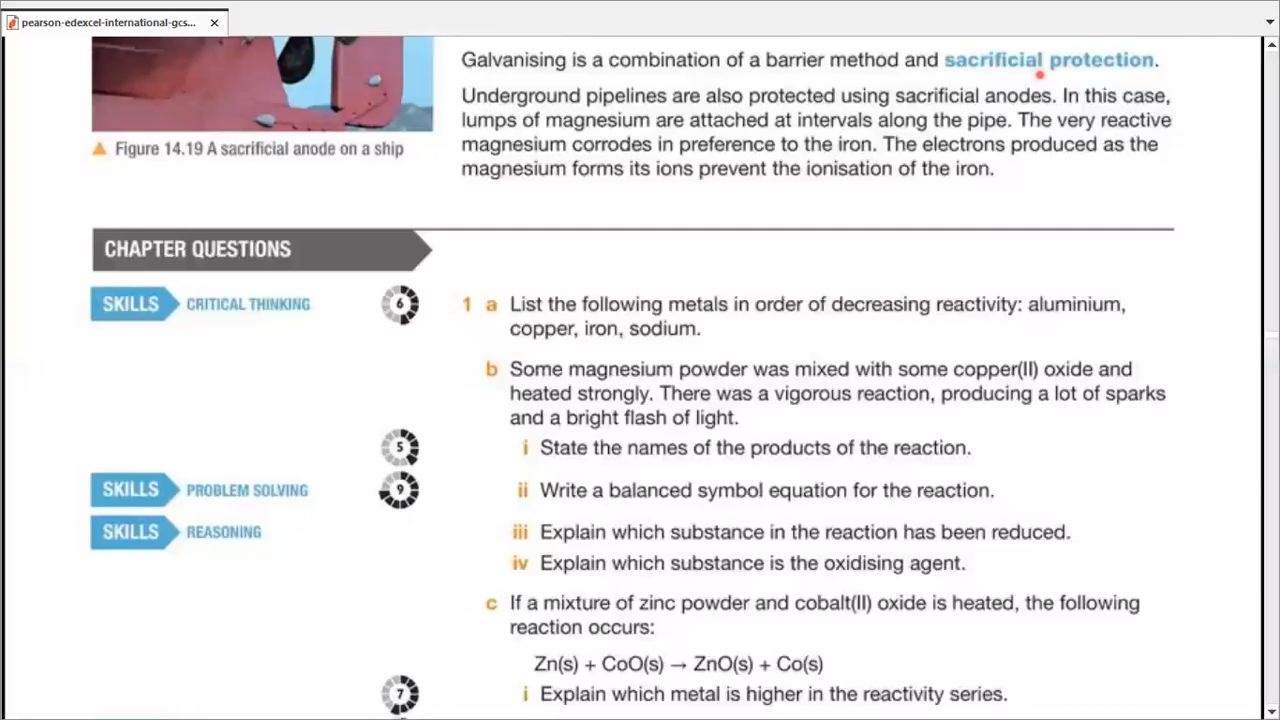 pearson-edexcel-international-gcs...
Galvanising is a combination of a barrier method and sacrificial protection.
Underground pipelines are also protected using sacrificial anodes. In this case,
lumps of magnesium are attached at intervals along the pipe. The very reactive
magnesium corrodes in preference to the iron. The electrons produced as the
magnesium forms its ions prevent the ionisation of the iron.
Figure 14.19 A sacrificial anode on a ship
CHAPTER QUESTIONS
SKILLS CRITICAL THINKING
6
1 a List the following metals in order of decreasing reactivity: aluminium,
copper, iron, sodium.
b Some magnesium powder was mixed with some copper(II) oxide and
heated strongly. There was a vigorous reaction, producing a lot of sparks
and a bright flash of light.
5
i State the names of the products of the reaction.
SKILLS PROBLEM SOLVING
9
ii Write a balanced symbol equation for the reaction.
SKILLS REASONING
iii Explain which substance in the reaction has been reduced.
iv Explain which substance is the oxidising agent.
c If a mixture of zinc powder and cobalt(II) oxide is heated, the following
reaction occurs:
Zn(s) + CoO(s) → ZnO(s) + Co(s)
7
i Explain which metal is higher in the reactivity series.